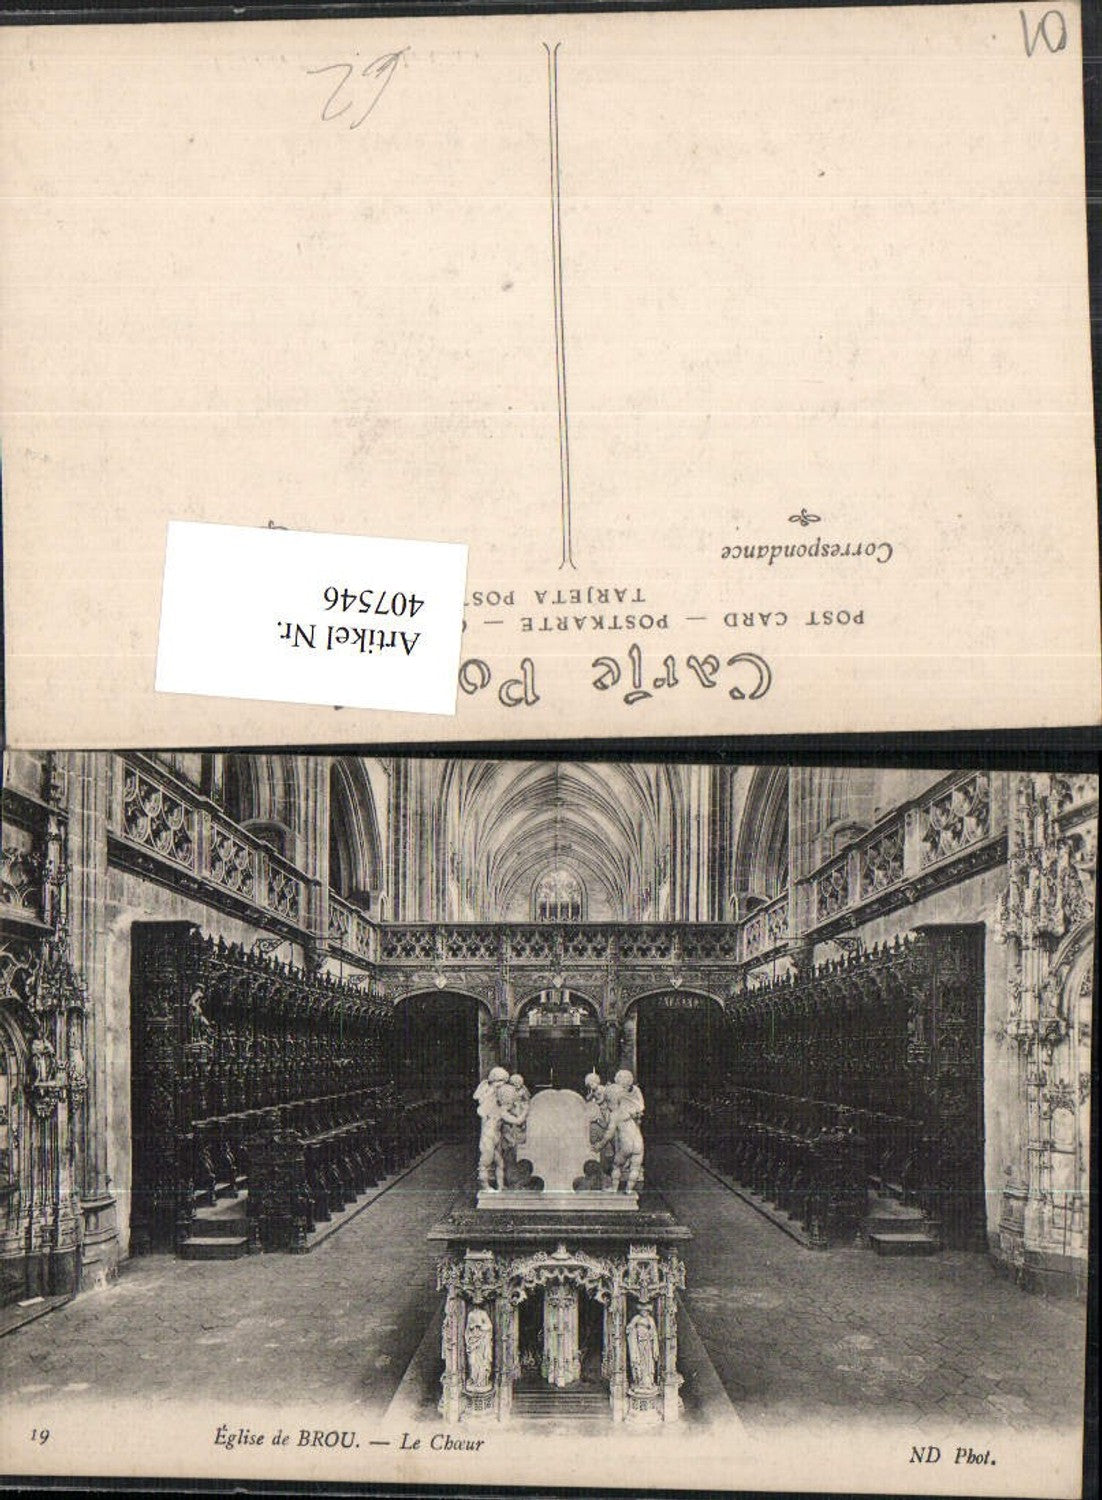 10
29
Carte Po
POST CARD — POSTKARTE —
TARJETA POST
Correspondance
Artikel Nr.
407546
19
Église de BROU. — Le Chœur
ND Phot.